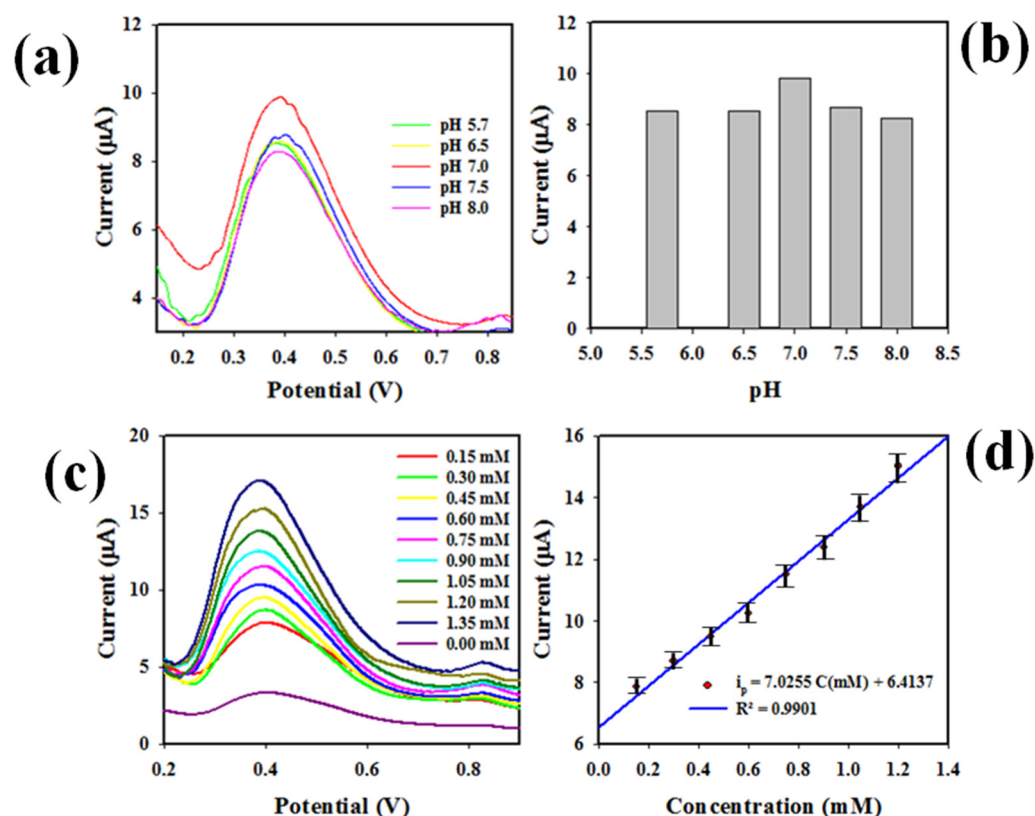 (a)
12
10
8
6
4
Current (µA)
0.2 0.3 0.4 0.5 0.6 0.7 0.8
Potential (V)
pH 5.7
pH 6.5
pH 7.0
pH 7.5
pH 8.0
(b)
12
10
8
6
4
2
0
Current (µA)
5.0 5.5 6.0 6.5 7.0 7.5 8.0 8.5
pH
(c)
20
15
10
5
0
Current (µA)
0.2 0.4 0.6 0.8
Potential (V)
0.15 mM
0.30 mM
0.45 mM
0.60 mM
0.75 mM
0.90 mM
1.05 mM
1.20 mM
1.35 mM
0.00 mM
(d)
16
14
12
10
8
6
Current (µA)
0.0 0.2 0.4 0.6 0.8 1.0 1.2 1.4
Concentration (mM)
ip = 7.0255 C(mM) + 6.4137
R² = 0.9901